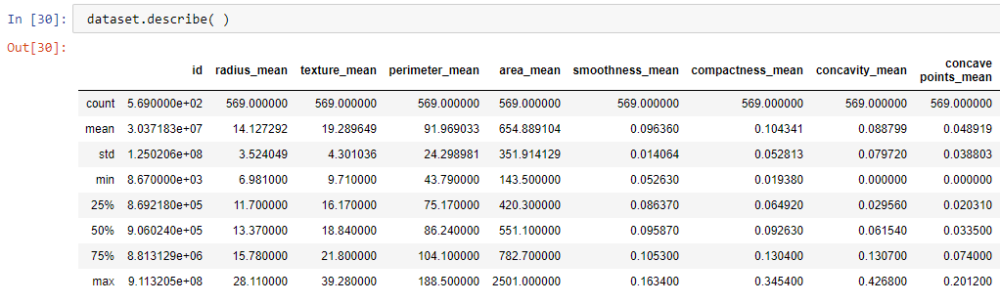 In [30]: dataset.describe( )
Out[30]:
concave
id radius_mean texture_mean perimeter_mean area_mean smoothness_mean compactness_mean concavity_mean points_mean
count 5.690000e+02 569.000000 569.000000 569.000000 569.000000 569.000000 569.000000 569.000000 569.000000
mean 3.037183e+07 14.127292 19.289649 91.969033 654.889104 0.096360 0.104341 0.088799 0.048919
std 1.250206e+08 3.524049 4.301036 24.298981 351.914129 0.014064 0.052813 0.079720 0.038803
min 8.670000e+03 6.981000 9.710000 43.790000 143.500000 0.052630 0.019380 0.000000 0.000000
25% 8.692180e+05 11.700000 16.170000 75.170000 420.300000 0.086370 0.064920 0.029560 0.020310
50% 9.060240e+05 13.370000 18.840000 86.240000 551.100000 0.095870 0.092630 0.061540 0.033500
75% 8.813129e+06 15.780000 21.800000 104.100000 782.700000 0.105300 0.130400 0.130700 0.074000
max 9.113205e+08 28.110000 39.280000 188.500000 2501.000000 0.163400 0.345400 0.426800 0.201200